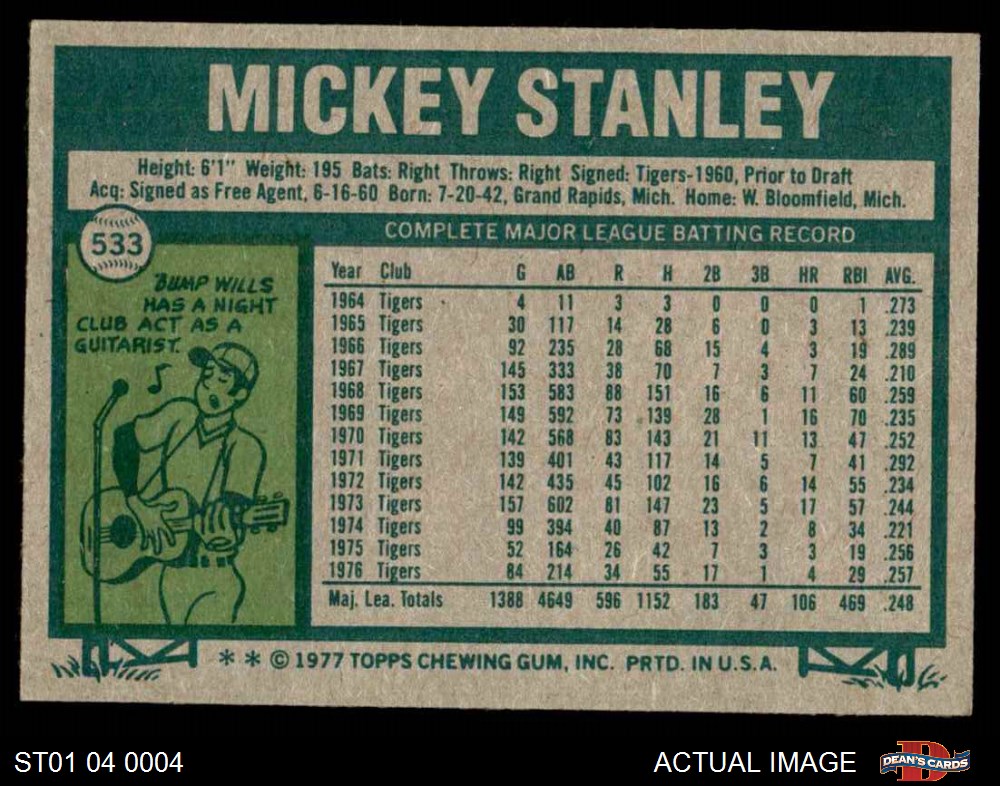 MICKEY STANLEY
Height: 6'1" Weight: 195 Bats: Right Throws: Right Signed: Tigers-1960, Prior to Draft
Acq: Signed as Free Agent, 6-16-60 Born: 7-20-42, Grand Rapids, Mich. Home: W. Bloomfield, Mich.
533
COMPLETE MAJOR LEAGUE BATTING RECORD
BUMP WILLS
HAS A NIGHT
CLUB ACT AS A
GUITARIST.
Year Club G AB R H 2B 3B HR RBI AVG.
1964 Tigers 4 11 3 3 0 0 0 1 .273
1965 Tigers 30 117 14 28 6 0 3 13 .239
1966 Tigers 92 235 28 68 15 4 3 19 .289
1967 Tigers 145 333 38 70 7 3 7 24 .210
1968 Tigers 153 583 88 151 16 6 11 60 .259
1969 Tigers 149 592 73 139 28 1 16 70 .235
1970 Tigers 142 568 83 143 21 11 13 47 .252
1971 Tigers 139 401 43 117 14 5 7 41 .292
1972 Tigers 142 435 45 102 16 6 14 55 .234
1973 Tigers 157 602 81 147 23 5 17 57 .244
1974 Tigers 99 394 40 87 13 2 8 34 .221
1975 Tigers 52 164 26 42 7 3 3 19 .256
1976 Tigers 84 214 34 55 17 1 4 29 .257
Maj. Lea. Totals 1388 4649 596 1152 183 47 106 469 .248
* * © 1977 TOPPS CHEWING GUM, INC. PRTD. IN U.S.A.
ST01 04 0004
ACTUAL IMAGE
D
DEAN'S CARDS